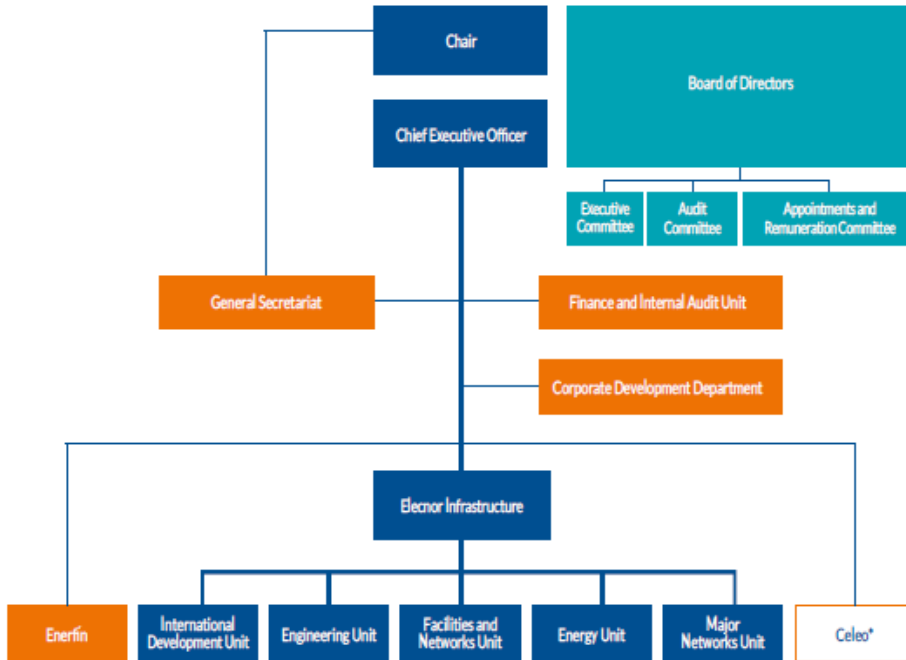 Chair
Board of Directors
Chief Executive Officer
Executive
Committee
Audit
Committee
Appointments and
Remuneration Committee
General Secretariat
Finance and Internal Audit Unit
Corporate Development Department
Elecnor Infrastructure
Enerfín
International
Development Unit
Engineering Unit
Facilities and
Networks Unit
Energy Unit
Major
Networks Unit
Celeo*